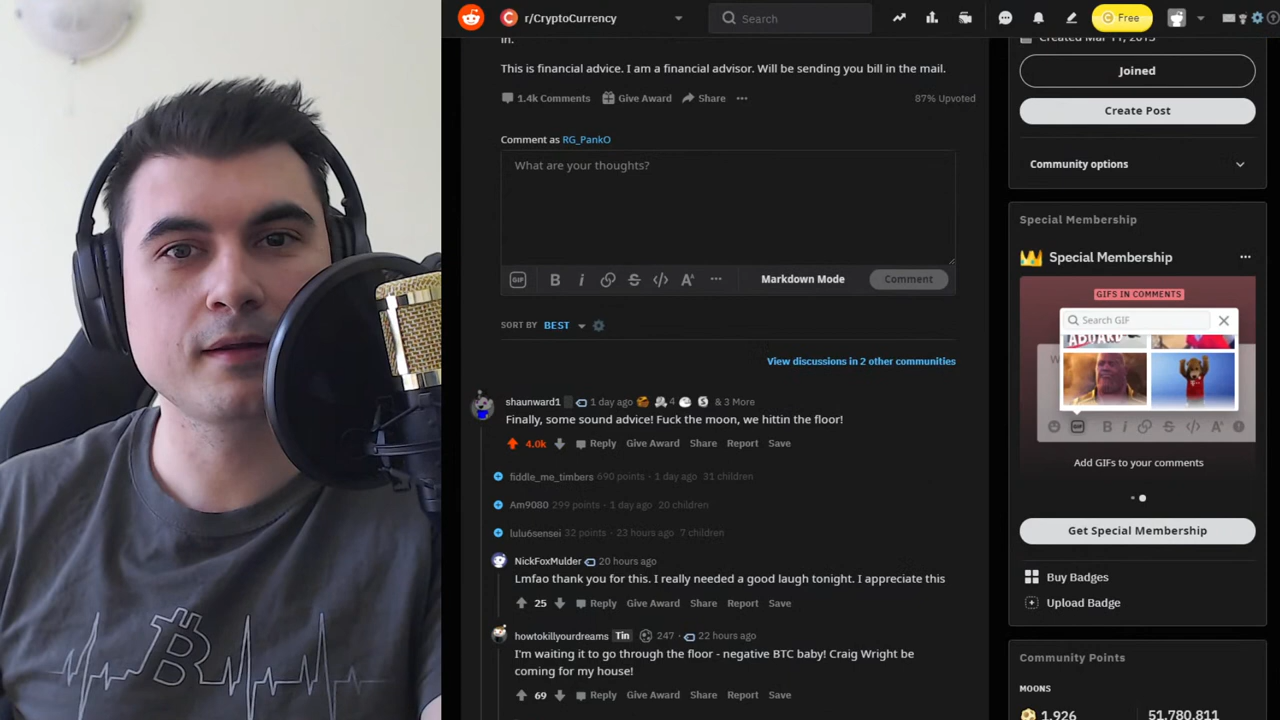 r/CryptoCurrency
Search
Free
in.
This is financial advice. I am a financial advisor. Will be sending you bill in the mail.
1.4k Comments Give Award Share ••• 87% Upvoted
Comment as RG_PankO
What are your thoughts?
GIF B i S </> A ••• Markdown Mode Comment
SORT BY BEST
View discussions in 2 other communities
shaunward1 1 day ago 4 S & 3 More
Finally, some sound advice! Fuck the moon, we hittin the floor!
4.0k Reply Give Award Share Report Save
fiddle_me_timbers 690 points · 1 day ago 31 children
Am9080 299 points · 1 day ago 20 children
lulu6sensei 32 points · 23 hours ago 7 children
NickFoxMulder 20 hours ago
Lmfao thank you for this. I really needed a good laugh tonight. I appreciate this
25 Reply Give Award Share Report Save
howtokillyourdreams Tin 247 · 22 hours ago
I'm waiting it to go through the floor - negative BTC baby! Craig Wright be
coming for my house!
69 Reply Give Award Share Report Save
Created Mar 11, 2013
Joined
Create Post
Community options
Special Membership
Special Membership •••
GIFS IN COMMENTS
Search GIF
ABOARD
GIF B i S </> A
Add GIFs to your comments
Get Special Membership
Buy Badges
Upload Badge
Community Points
MOONS
1,926 51,780,811